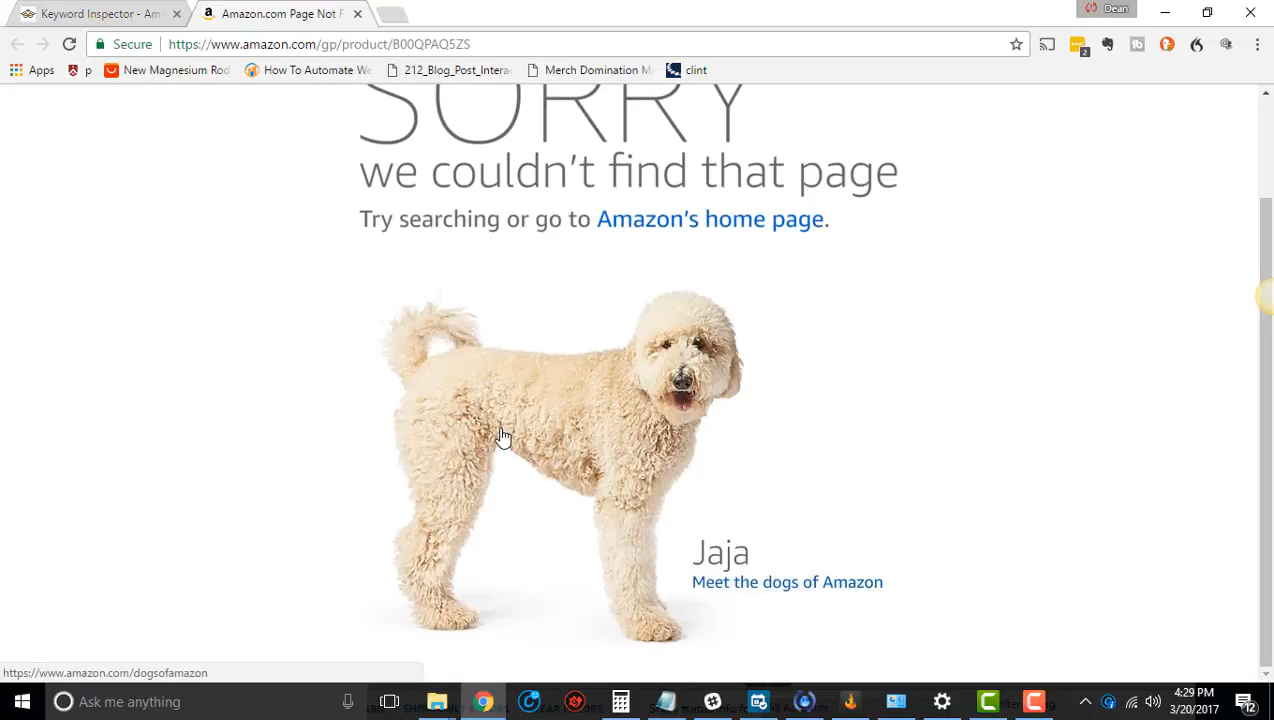 Keyword Inspector - Am
Amazon.com Page Not F
Dean
Secure
https://www.amazon.com/gp/product/B00QPAQ5ZS
2
Apps
p
New Magnesium Rod
How To Automate We
212_Blog_Post_Intera
Merch Domination M
clint
SORRY
we couldn't find that page
Try searching or go to Amazon's home page.
Jaja
Meet the dogs of Amazon
https://www.amazon.com/dogsofamazon
Ask me anything
4:29 PM
3/20/2017
12